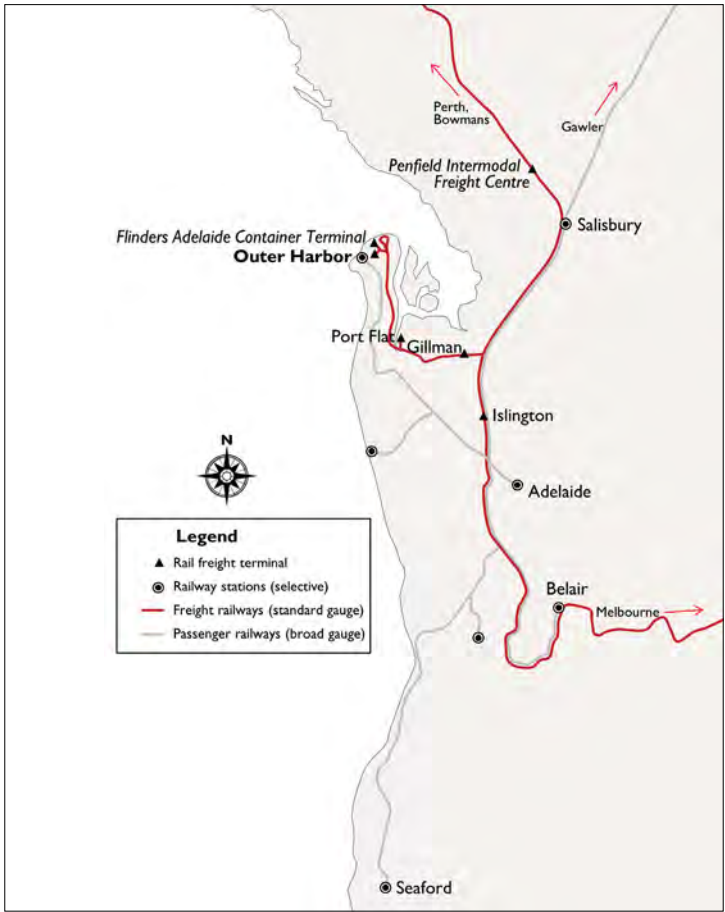 Perth,
Bowmans
Gawler
Penfield Intermodal
Freight Centre
Salisbury
Flinders Adelaide Container Terminal
Outer Harbor
Port Flat
Gillman
Islington
N
Adelaide
Legend
Rail freight terminal
Railway stations (selective)
Freight railways (standard gauge)
Passenger railways (broad gauge)
Belair
Melbourne
Seaford